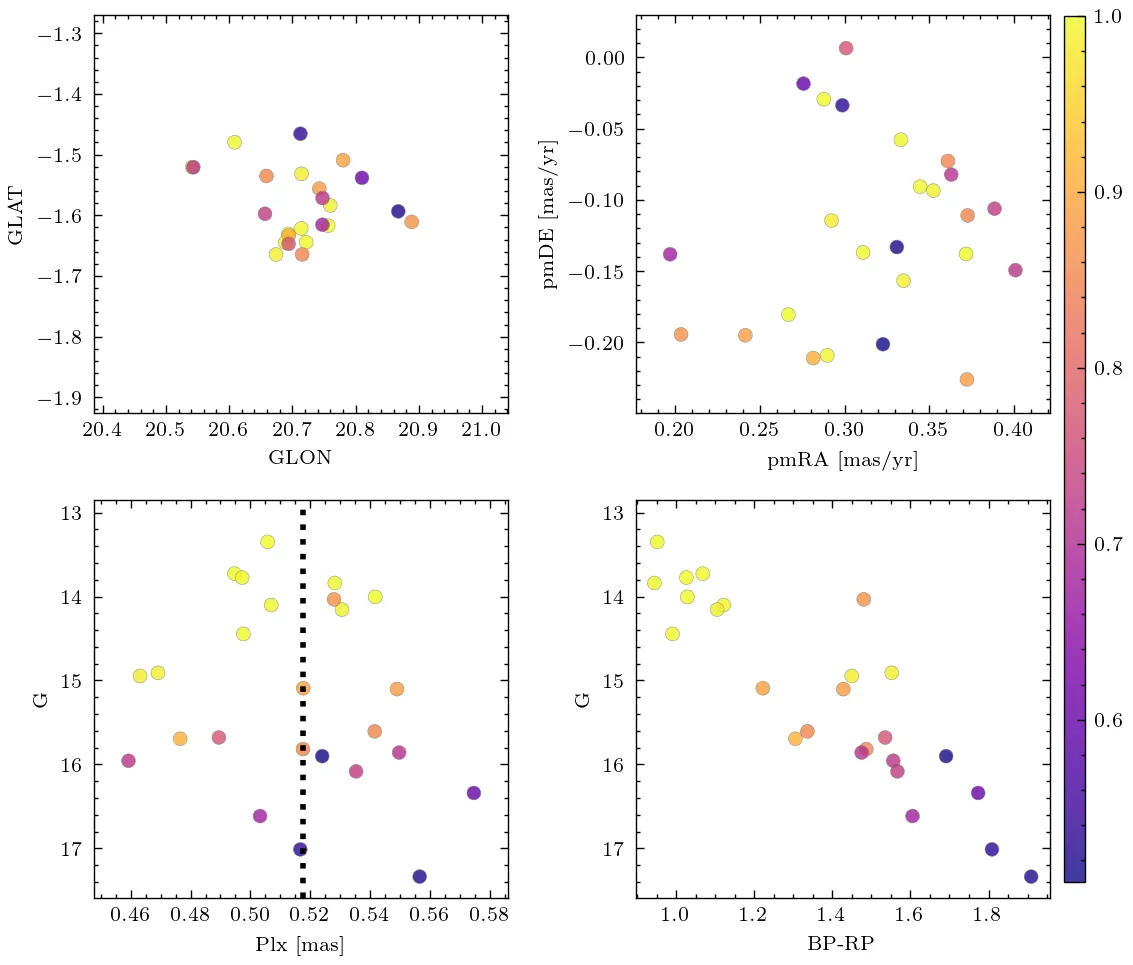 −1.3
−1.4
−1.5
−1.6
−1.7
−1.8
−1.9
GLAT
20.4 20.5 20.6 20.7 20.8 20.9 21.0
GLON
0.00
−0.05
−0.10
−0.15
−0.20
pmDE [mas/yr]
0.20 0.25 0.30 0.35 0.40
pmRA [mas/yr]
13
14
15
16
17
G
0.46 0.48 0.50 0.52 0.54 0.56 0.58
Plx [mas]
13
14
15
16
17
G
1.0 1.2 1.4 1.6 1.8
BP-RP
1.0
0.9
0.8
0.7
0.6